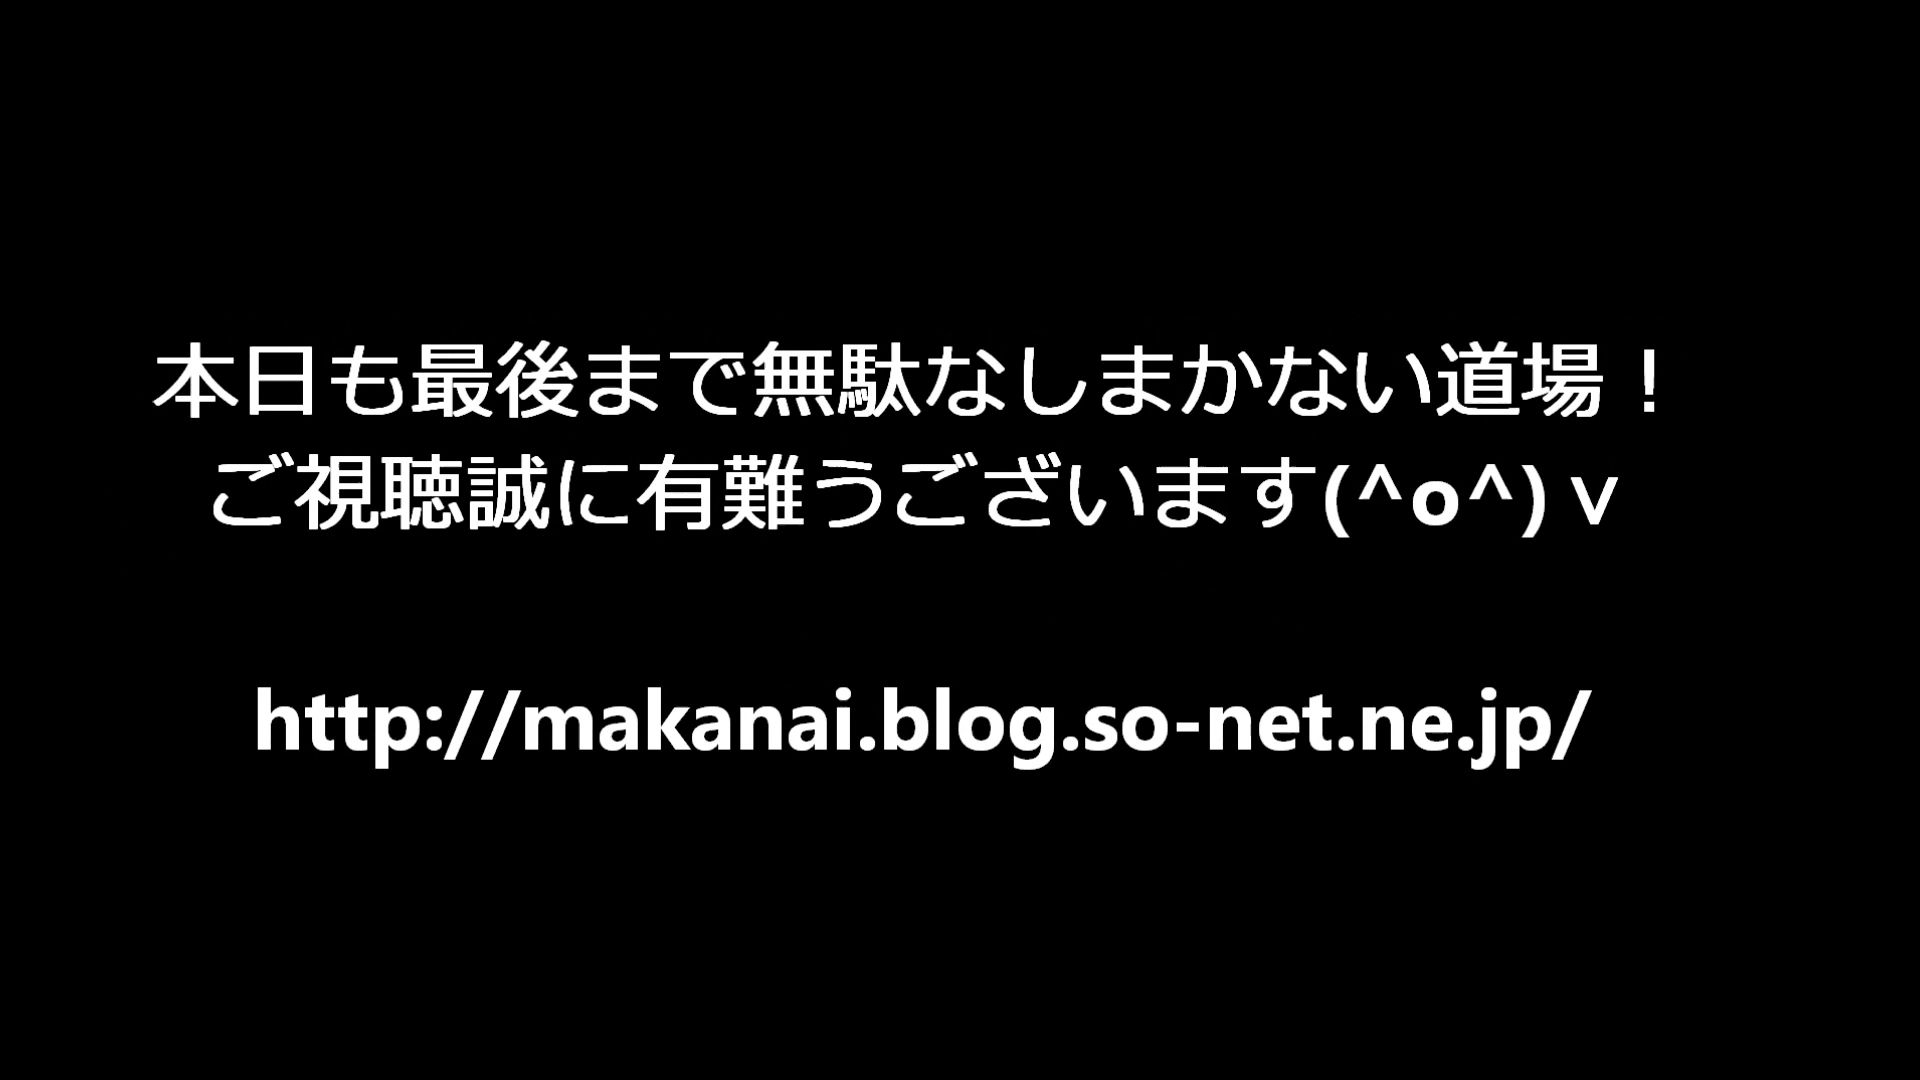 本日も最後まで無駄なしまかない道場！
ご視聴誠に有難うございます(^o^)ｖ
http://makanai.blog.so-net.ne.jp/